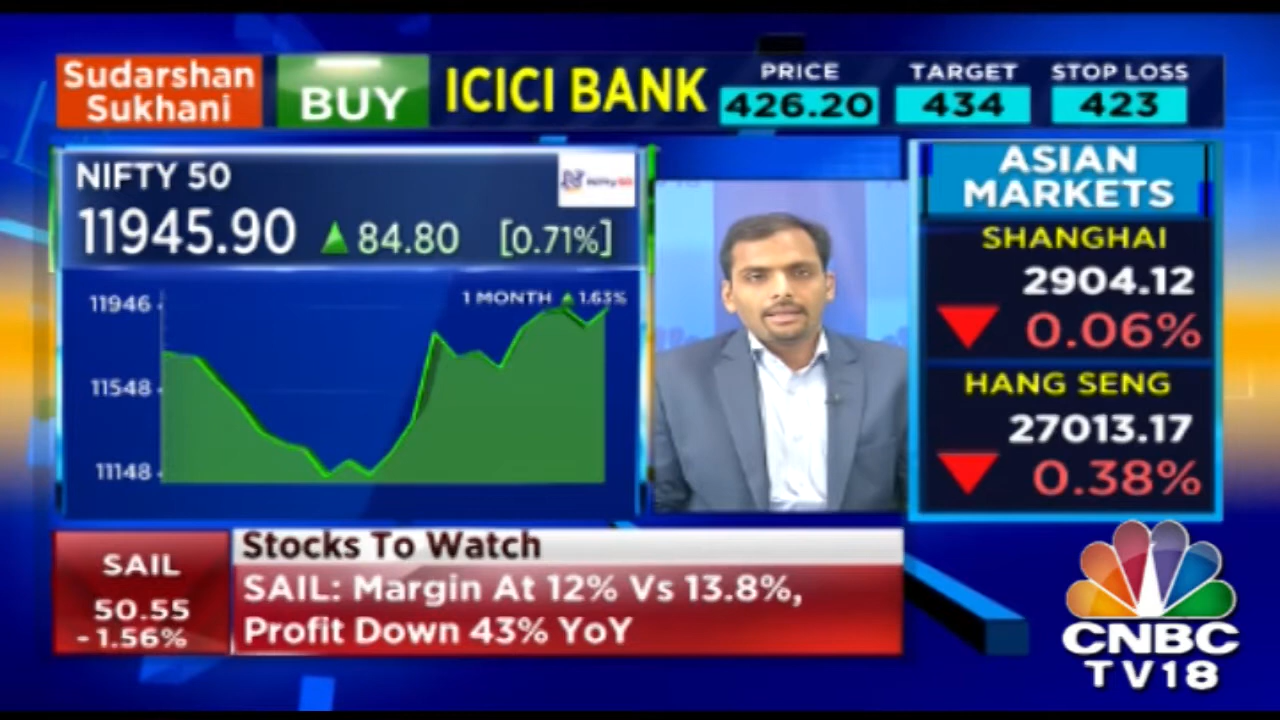 Sudarshan
Sukhani
BUY
ICICI BANK
PRICE
426.20
TARGET
434
STOP LOSS
423
NIFTY 50
11945.90
84.80
[0.71%]
Nifty50
1 MONTH 1.63%
11946
11548
11148
ASIAN
MARKETS
SHANGHAI
2904.12
0.06%
HANG SENG
27013.17
0.38%
SAIL
50.55
-1.56%
Stocks To Watch
SAIL: Margin At 12% Vs 13.8%,
Profit Down 43% YoY
CNBC
TV18